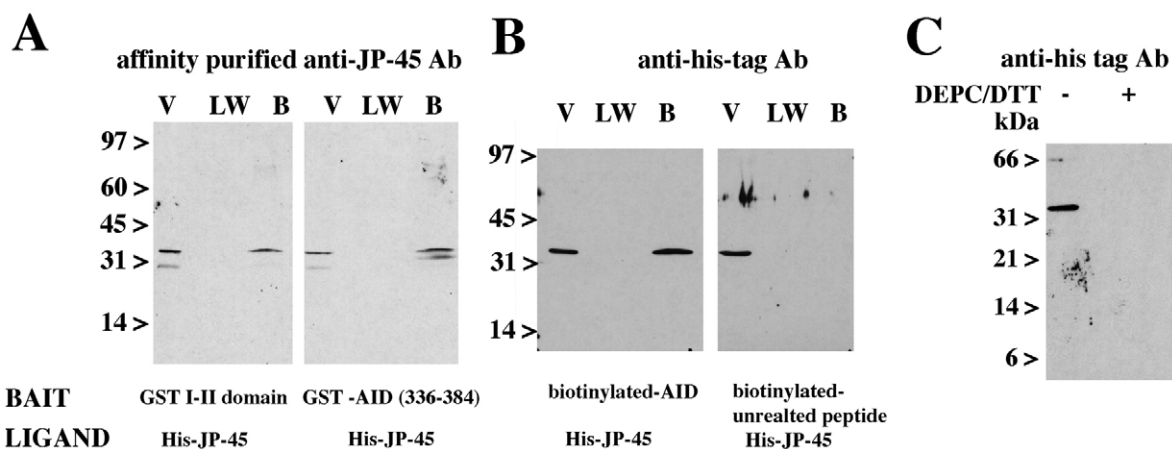 A
affinity purified anti-JP-45 Ab
V LW B V LW B
97 >
60 >
45 >
31 >
14 >
BAIT GST I-II domain GST -AID (336-384)
LIGAND His-JP-45 His-JP-45
B
anti-his-tag Ab
V LW B V LW B
97 >
45 >
31 >
14 >
biotinylated-AID biotinylated-
unrealted peptide
His-JP-45 His-JP-45
C
anti-his tag Ab
DEPC/DTT - +
kDa
66 >
31 >
21 >
14 >
6 >